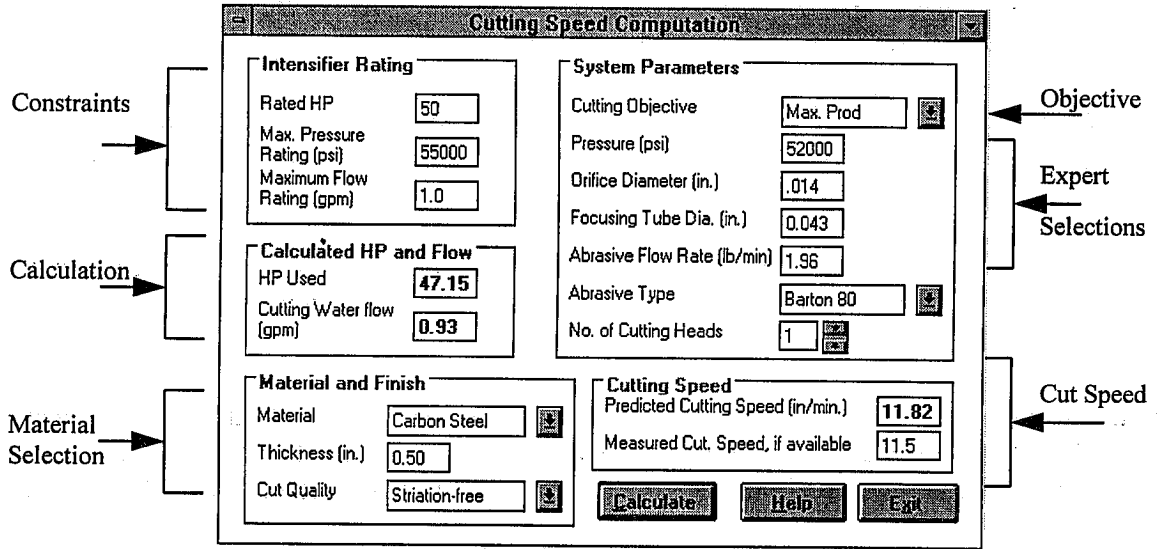 Cutting Speed Computation
Constraints
Intensifier Rating
Rated HP 50
Max. Pressure
Rating (psi) 55000
Maximum Flow
Rating (gpm) 1.0
Calculation
Calculated HP and Flow
HP Used 47.15
Cutting Water flow
(gpm) 0.93
Material
Selection
Material and Finish
Material Carbon Steel
Thickness (in.) 0.50
Cut Quality Striation-free
System Parameters
Cutting Objective Max. Prod
Pressure (psi) 52000
Orifice Diameter (in.) .014
Focusing Tube Dia. (in.) 0.043
Abrasive Flow Rate (lb/min) 1.96
Abrasive Type Barton 80
No. of Cutting Heads 1
Objective
Expert
Selections
Cutting Speed
Predicted Cutting Speed (in/min.) 11.82
Measured Cut. Speed, if available 11.5
Cut Speed
Calculate Help Exit